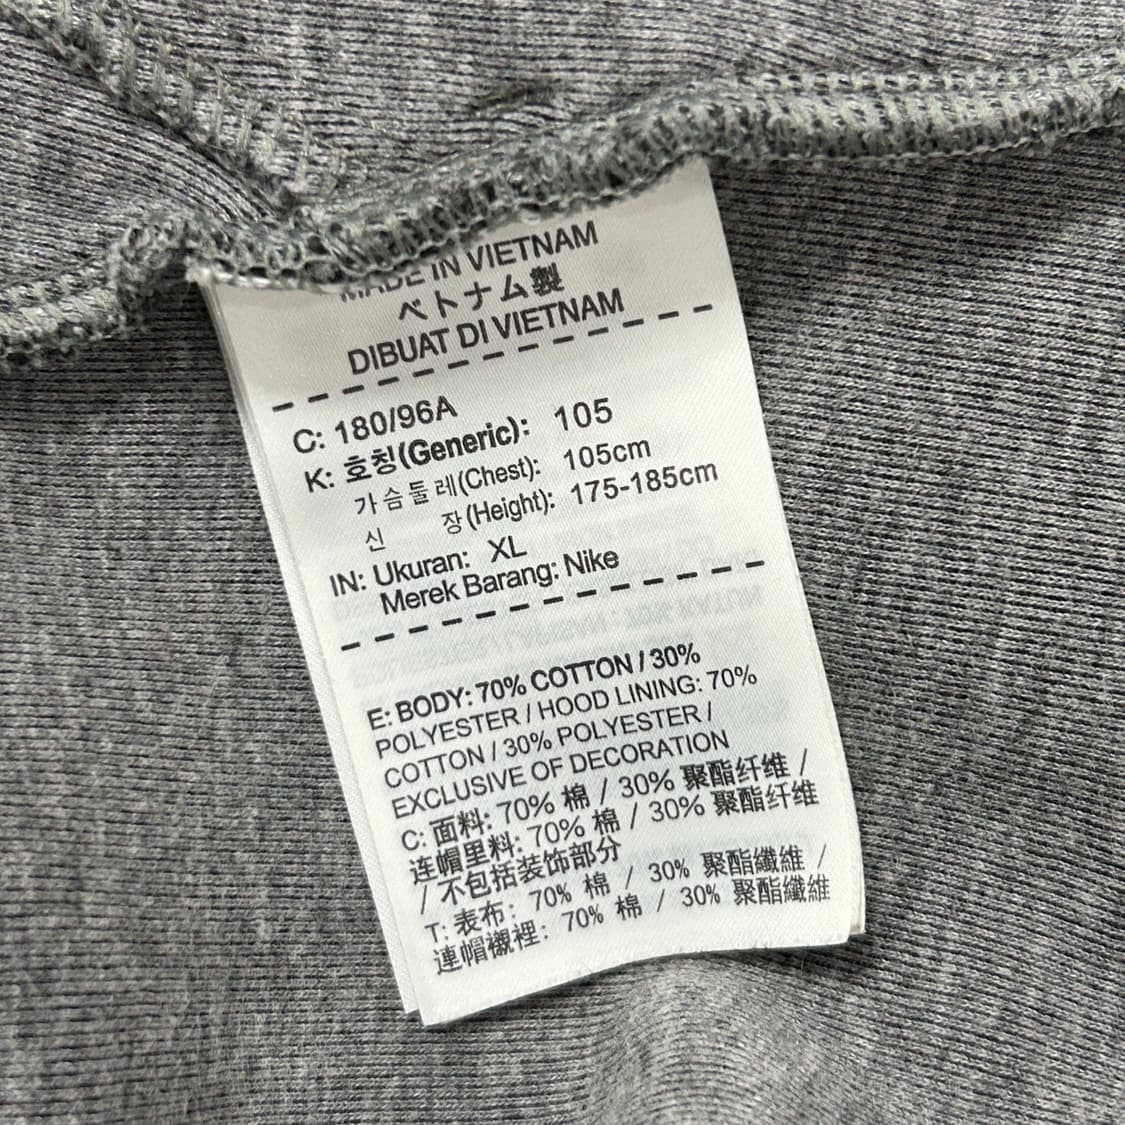 MADE IN VIETNAM
ベトナム製
DIBUAT DI VIETNAM
C: 180/96A
K: 호칭(Generic): 105
가슴둘레(Chest): 105cm
신 장(Height): 175-185cm
IN: Ukuran: XL
Merek Barang: Nike
E: BODY: 70% COTTON / 30%
POLYESTER / HOOD LINING: 70%
COTTON / 30% POLYESTER /
EXCLUSIVE OF DECORATION
C: 面料: 70% 棉 / 30% 聚酯纤维 /
连帽里料: 70% 棉 / 30% 聚酯纤维
/ 不包括装饰部分
T: 表布: 70% 棉 / 30% 聚酯纖維 /
連帽襯裡: 70% 棉 / 30% 聚酯纖維